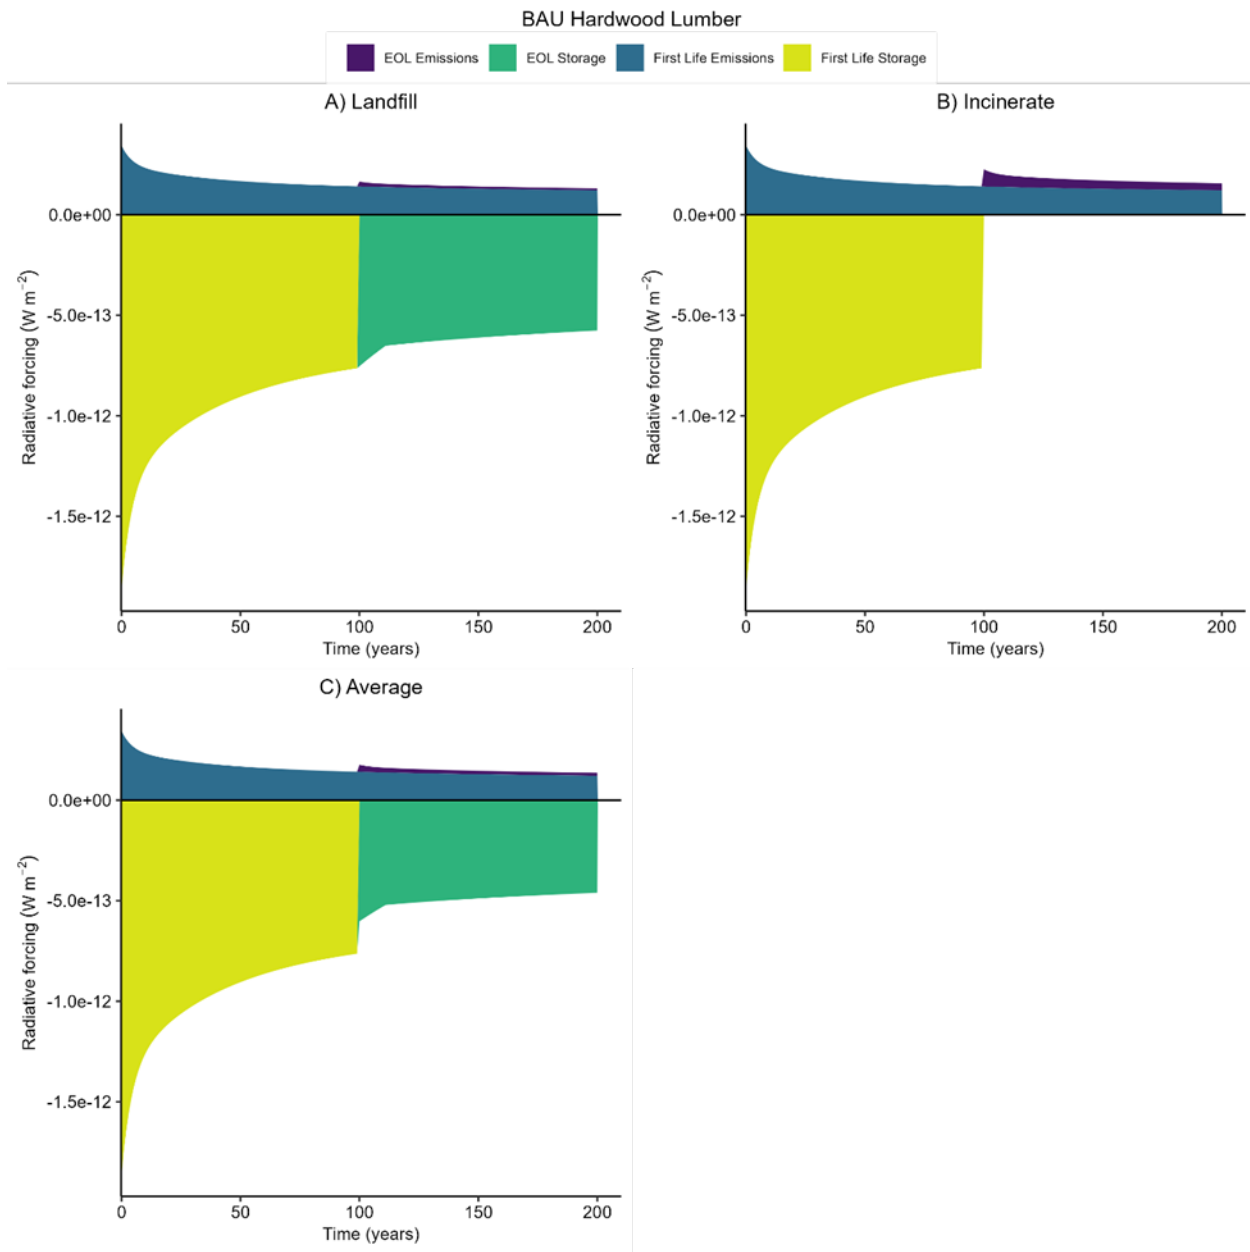 BAU Hardwood Lumber
EOL Emissions EOL Storage First Life Emissions First Life Storage
A) Landfill
0.0e+00
-5.0e-13
-1.0e-12
-1.5e-12
Radiative forcing (W m⁻²)
0 50 100 150 200
Time (years)
B) Incinerate
0.0e+00
-5.0e-13
-1.0e-12
-1.5e-12
Radiative forcing (W m⁻²)
0 50 100 150 200
Time (years)
C) Average
0.0e+00
-5.0e-13
-1.0e-12
-1.5e-12
Radiative forcing (W m⁻²)
0 50 100 150 200
Time (years)